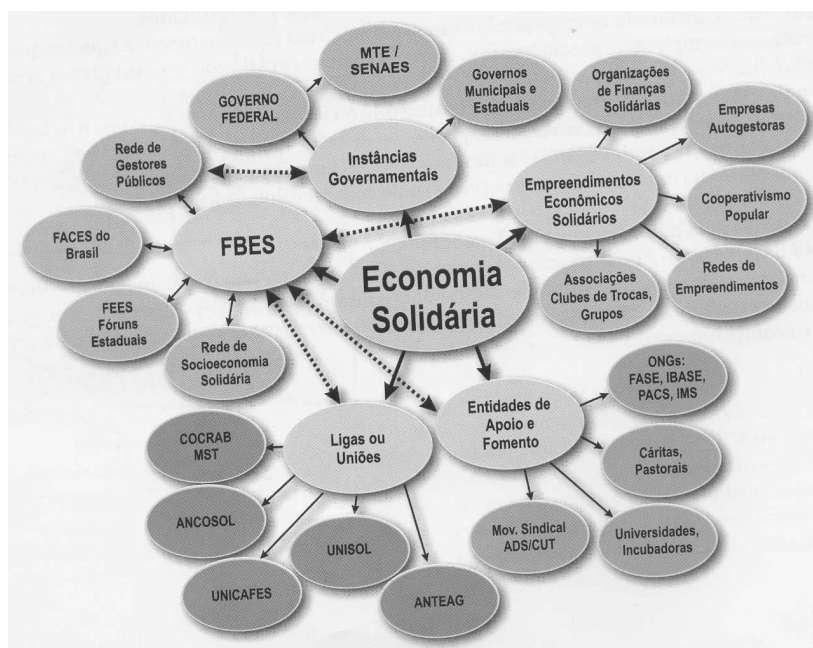 MTE /
SENAES
GOVERNO
FEDERAL
Governos
Municipais e
Estaduais
Organizações
de Finanças
Solidárias
Empresas
Autogestoras
Rede de
Gestores
Públicos
Instâncias
Governamentais
Empreendimentos
Econômicos
Solidários
Cooperativismo
Popular
FACES do
Brasil
FBES
Economia
Solidária
Associações
Clubes de Trocas,
Grupos
Redes de
Empreendimentos
FEES
Fóruns
Estaduais
Rede de
Socioeconomia
Solidária
ONGs:
FASE, IBASE,
PACS, IMS
Entidades de
Apoio e
Fomento
Ligas ou
Uniões
COCRAB
MST
Cáritas,
Pastorais
ANCOSOL
UNISOL
Mov. Sindical
ADS/CUT
Universidades,
Incubadoras
UNICAFES
ANTEAG